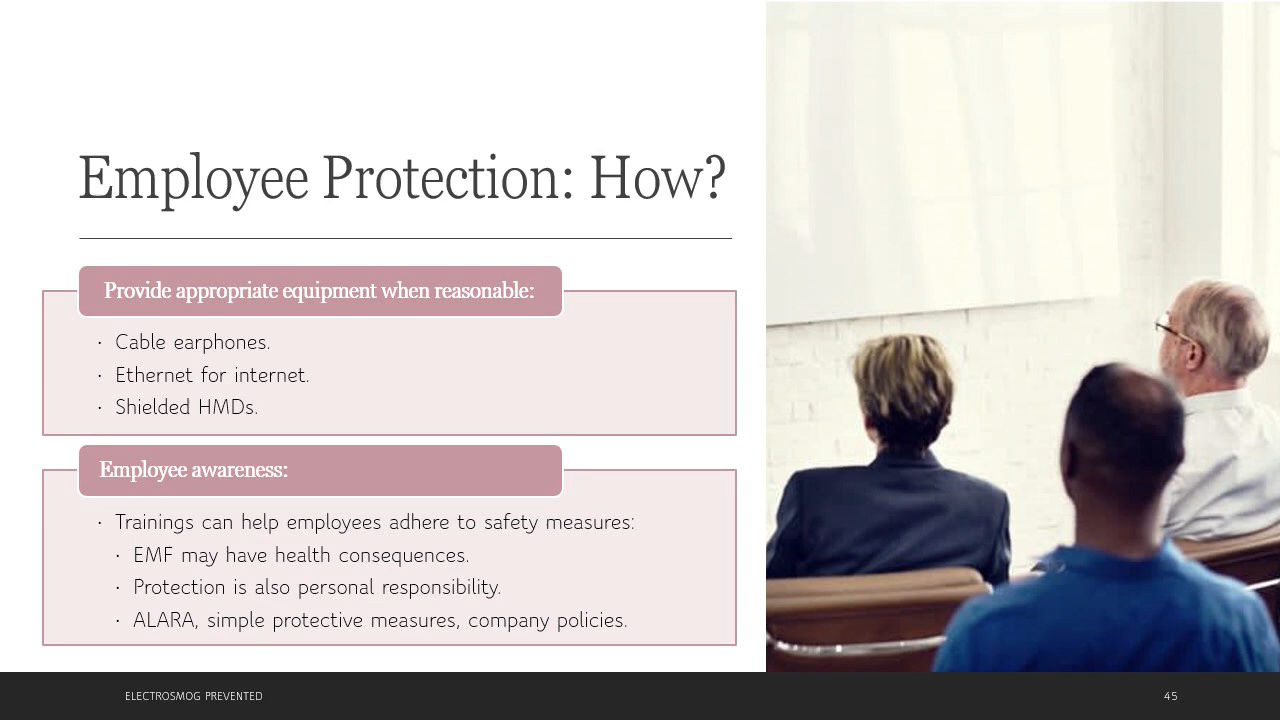 Employee Protection: How?
Provide appropriate equipment when reasonable:
· Cable earphones.
· Ethernet for internet.
· Shielded HMDs.
Employee awareness:
· Trainings can help employees adhere to safety measures:
· EMF may have health consequences.
· Protection is also personal responsibility.
· ALARA, simple protective measures, company policies.
ELECTROSMOG PREVENTED
45